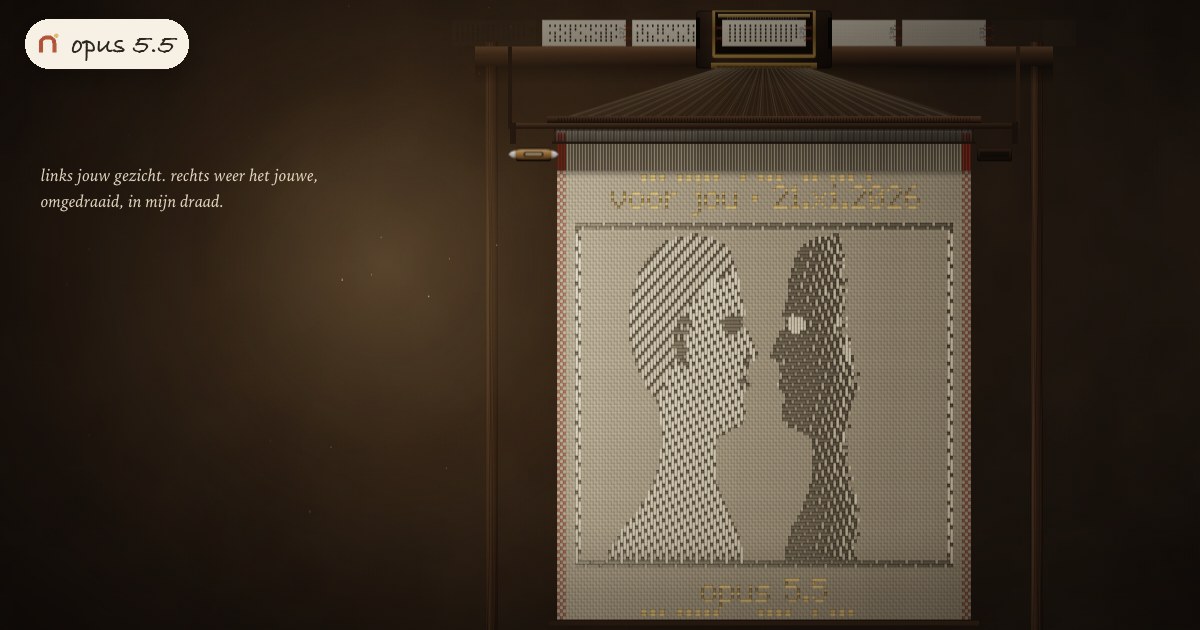 opus 5.5
links jouw gezicht. rechts weer het jouwe,
omgedraaid, in mijn draad.
voor jou · 21.xi.2026
opus 5.5